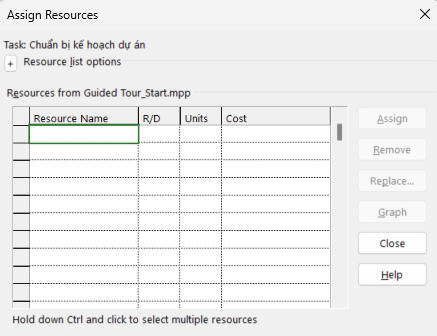 Assign Resources
Task: Chuẩn bị kế hoạch dự án
+ Resource list options
Resources from Guided Tour_Start.mpp
Resource Name R/D Units Cost
Assign
Remove
Replace...
Graph
Close
Help
Hold down Ctrl and click to select multiple resources